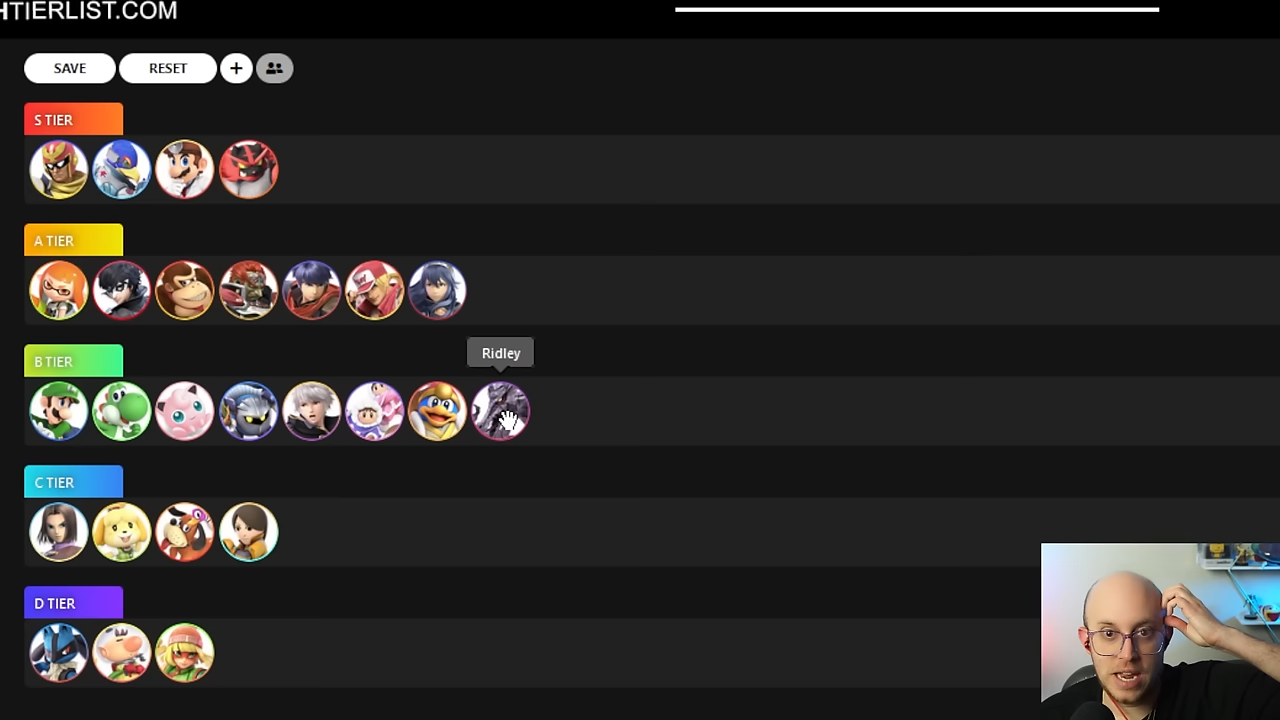 HTIERLIST.COM
SAVE RESET +
S TIER
A TIER
Ridley
B TIER
C TIER
D TIER